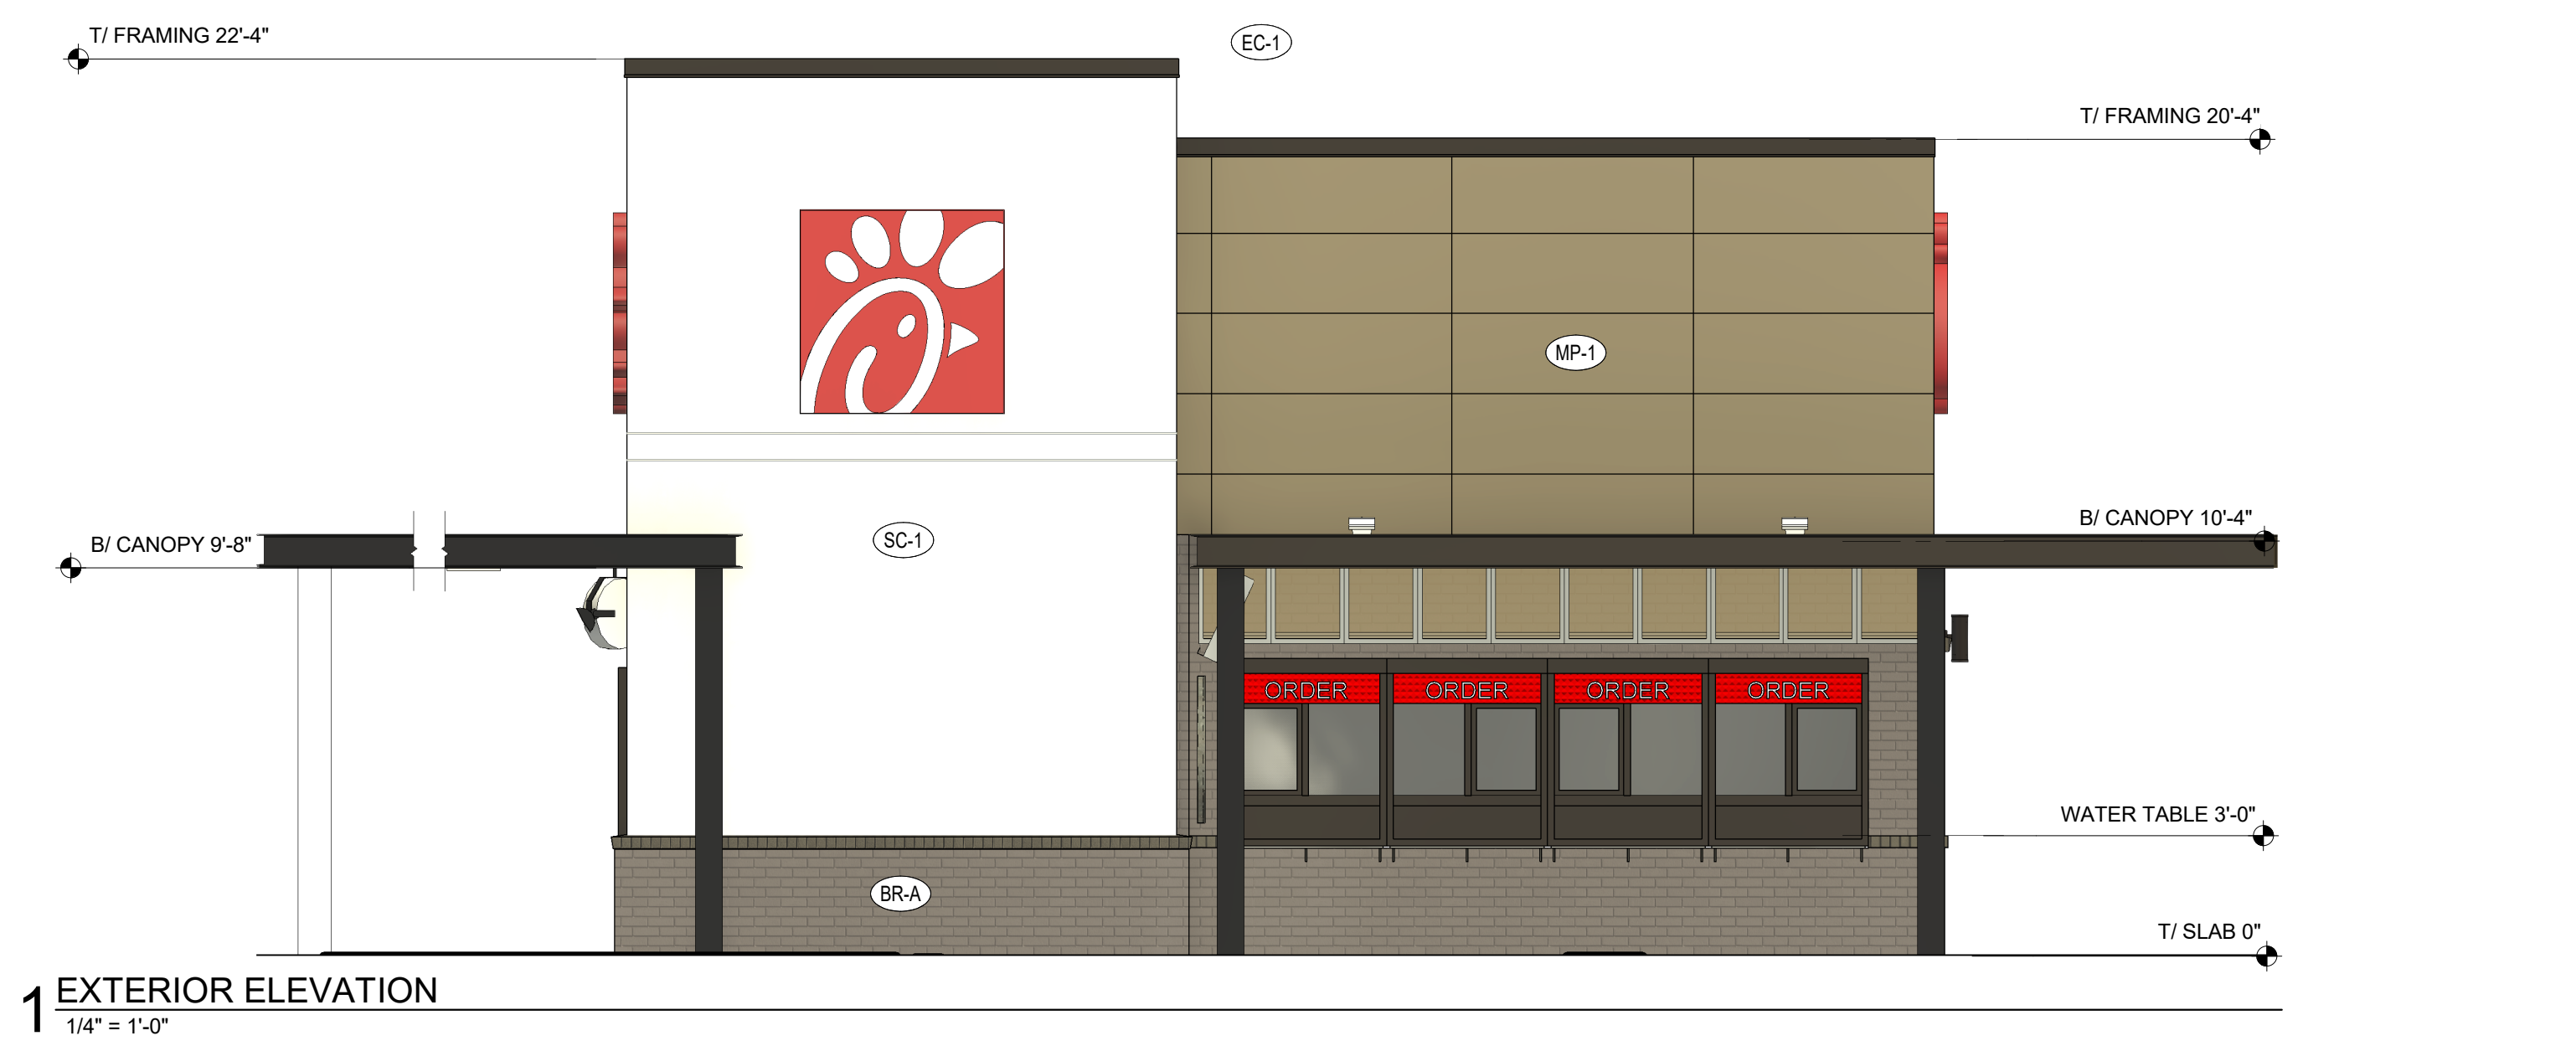 T/ FRAMING 22'-4"
EC-1
T/ FRAMING 20'-4"
MP-1
B/ CANOPY 9'-8"
SC-1
B/ CANOPY 10'-4"
ORDER ORDER ORDER ORDER
WATER TABLE 3'-0"
BR-A
T/ SLAB 0"
1 EXTERIOR ELEVATION
1/4" = 1'-0"